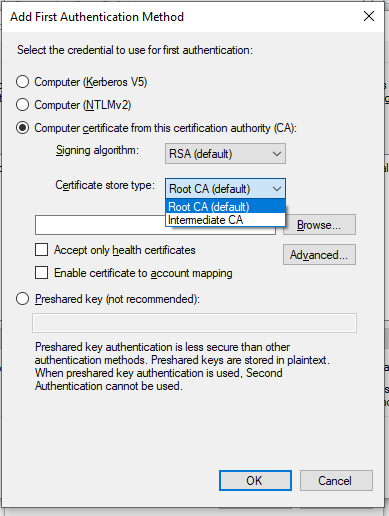 Add First Authentication Method
Select the credential to use for first authentication:
Computer (Kerberos V5)
Computer (NTLMv2)
Computer certificate from this certification authority (CA):
Signing algorithm:
RSA (default)
Certificate store type:
Root CA (default)
Root CA (default)
Intermediate CA
Browse...
Accept only health certificates
Advanced...
Enable certificate to account mapping
Preshared key (not recommended):
Preshared key authentication is less secure than other
authentication methods. Preshared keys are stored in plaintext.
When preshared key authentication is used, Second
Authentication cannot be used.
OK
Cancel